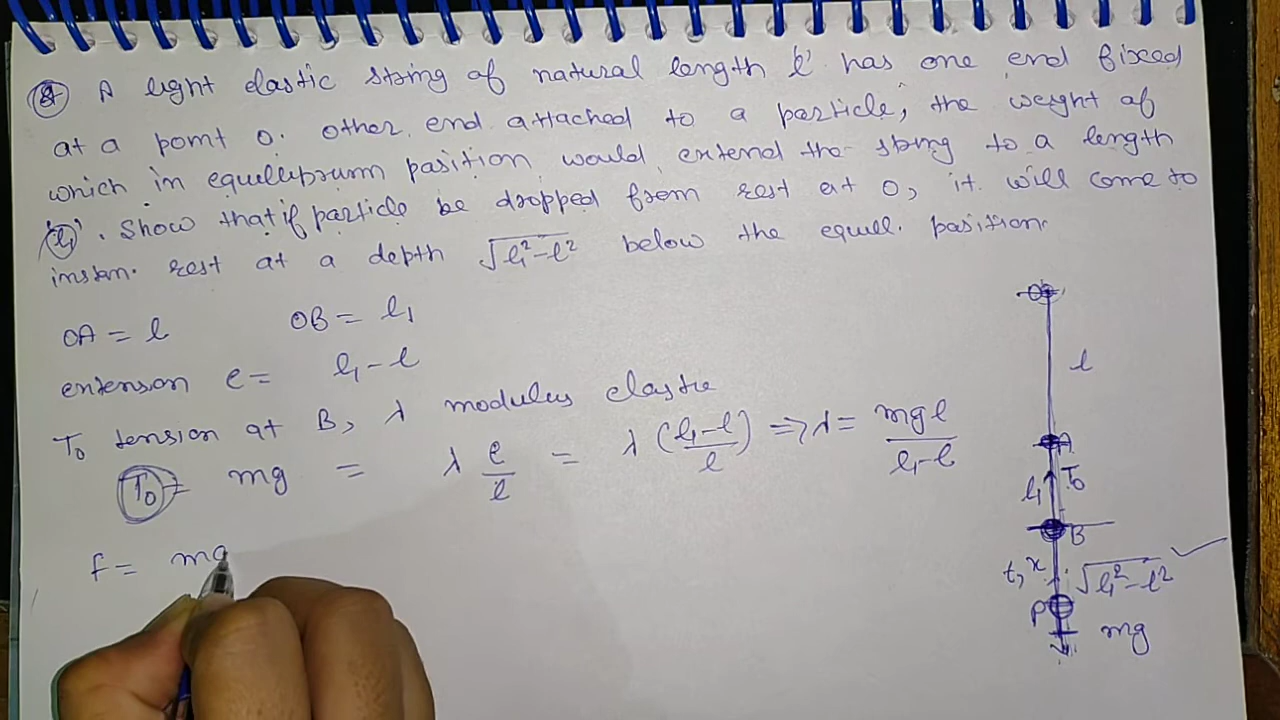 A light elastic string of natural length 'l' has one end fixed
at a point O. Other end attached to a particle, the weight of
which in equilibrium position would extend the string to a length
'l₁'. Show that if particle be dropped from rest at O, it will come to
instan. rest at a depth √l₁²-l² below the equill. position.
OA = l OB = l₁
extension e = l₁ - l
T₀ tension at B, λ modulus elastic
T₀ = mg = λ e/l = λ (l₁-l / l) ⇒ λ = mgl / l₁-l
f = mg
O
l
A
l₁ T₀
B
t, x √l₁²-l²
P
mg